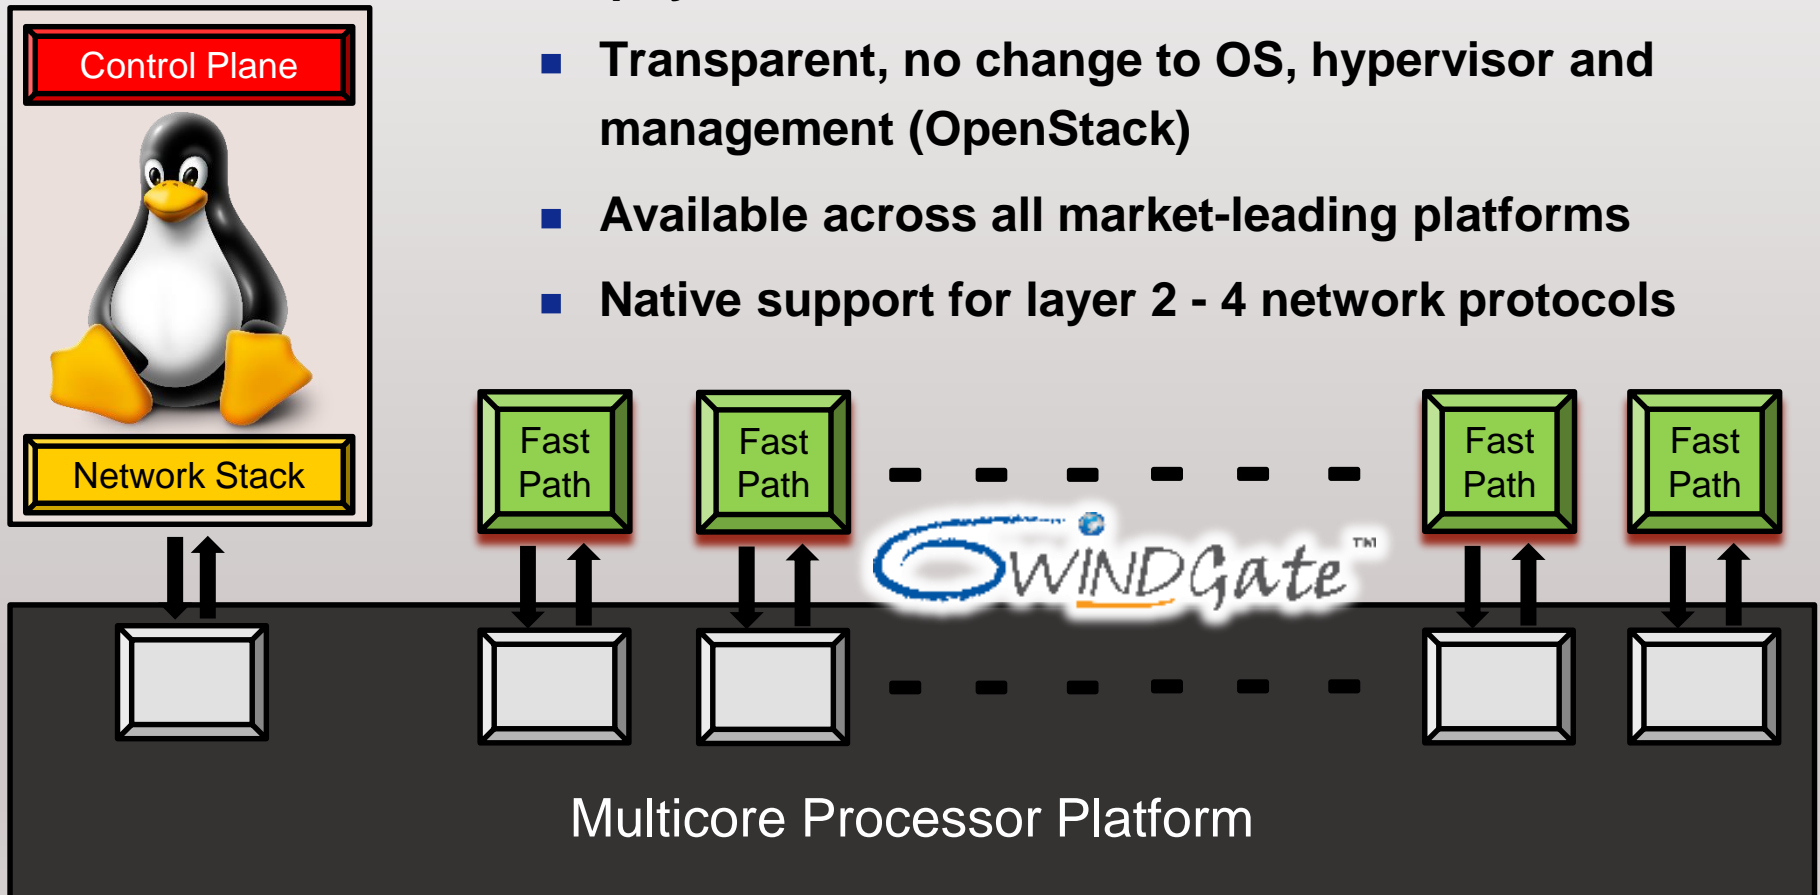 Control Plane
Transparent, no change to OS, hypervisor and
management (OpenStack)
Available across all market-leading platforms
Native support for layer 2 - 4 network protocols
Network Stack
Fast
Path
Fast
Path
Fast
Path
Fast
Path
6WINDGate™
Multicore Processor Platform